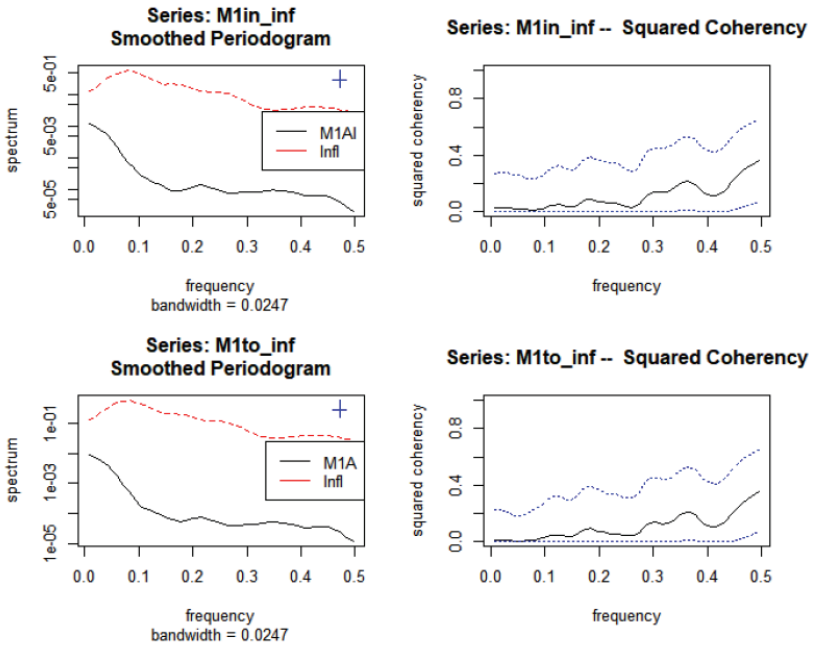 Series: M1in_inf
Smoothed Periodogram
spectrum
5e-01
5e-03
5e-05
M1AI
Infl
0.0 0.1 0.2 0.3 0.4 0.5
frequency
bandwidth = 0.0247
Series: M1in_inf -- Squared Coherency
squared coherency
0.8
0.4
0.0
0.0 0.1 0.2 0.3 0.4 0.5
frequency
Series: M1to_inf
Smoothed Periodogram
spectrum
1e-01
1e-03
1e-05
M1A
Infl
0.0 0.1 0.2 0.3 0.4 0.5
frequency
bandwidth = 0.0247
Series: M1to_inf -- Squared Coherency
squared coherency
0.8
0.4
0.0
0.0 0.1 0.2 0.3 0.4 0.5
frequency